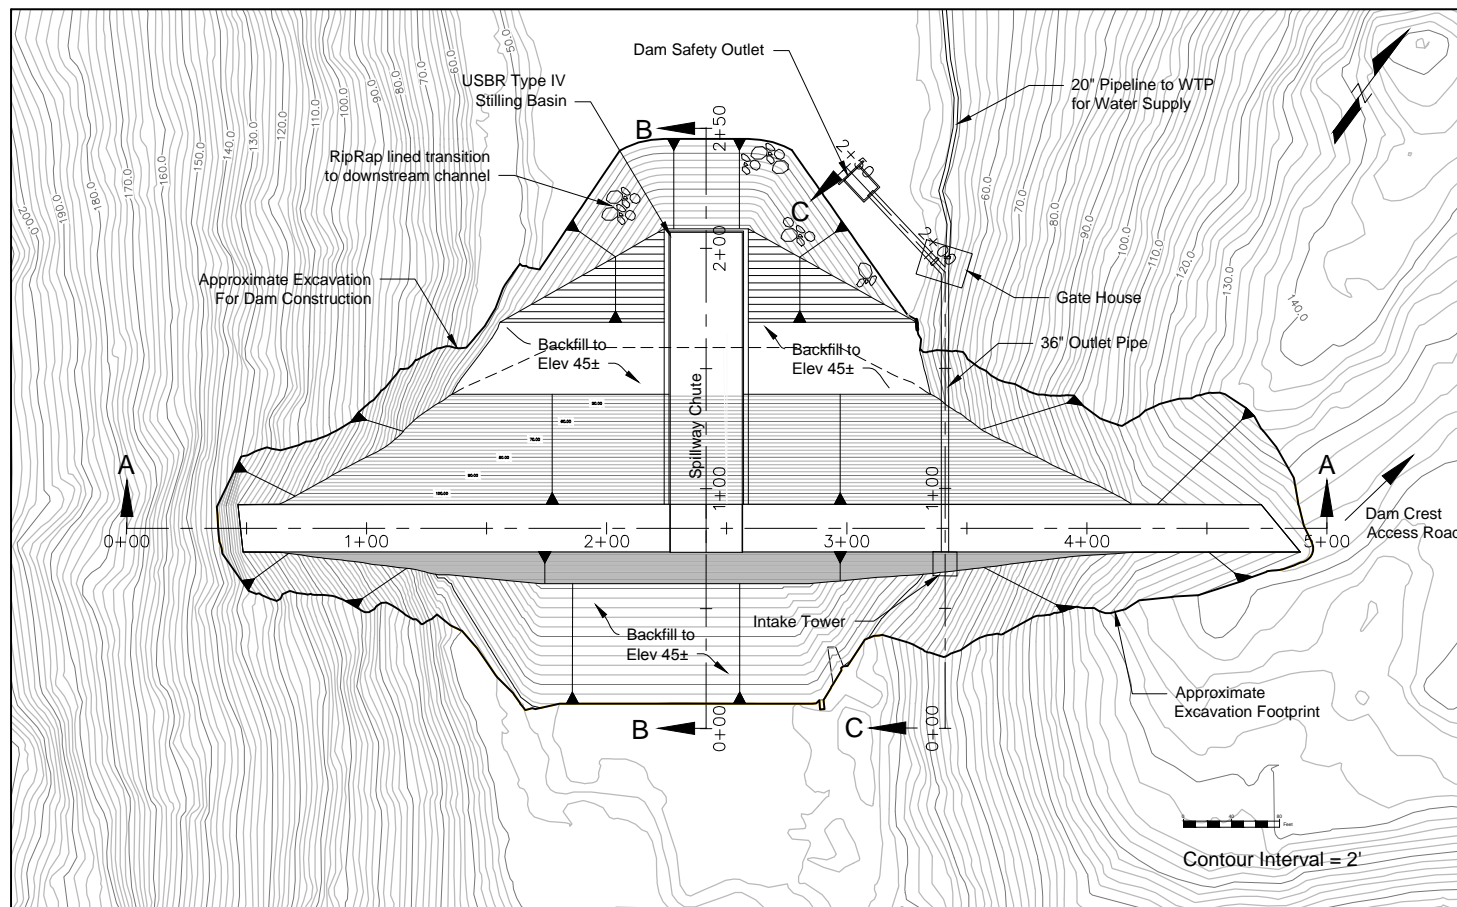 Dam Safety Outlet
USBR Type IV
Stilling Basin
20" Pipeline to WTP
for Water Supply
RipRap lined transition
to downstream channel
B
2+50
2+50
C
Approximate Excavation
For Dam Construction
2+00
Gate House
36" Outlet Pipe
Backfill to
Elev 45±
Backfill to
Elev 45±
Spillway Chute
A
A
1+00
1+00
0+00
1+00
2+00
3+00
4+00
5+00
Dam Crest
Access Road
Intake Tower
Backfill to
Elev 45±
Approximate
Excavation Footprint
B
0+00
C
0+00
Contour Interval = 2'
200.0
190.0
180.0
170.0
160.0
150.0
140.0
130.0
120.0
110.0
100.0
90.0
80.0
70.0
60.0
50.0
60.0
70.0
80.0
90.0
100.0
110.0
120.0
130.0
140.0
Feet